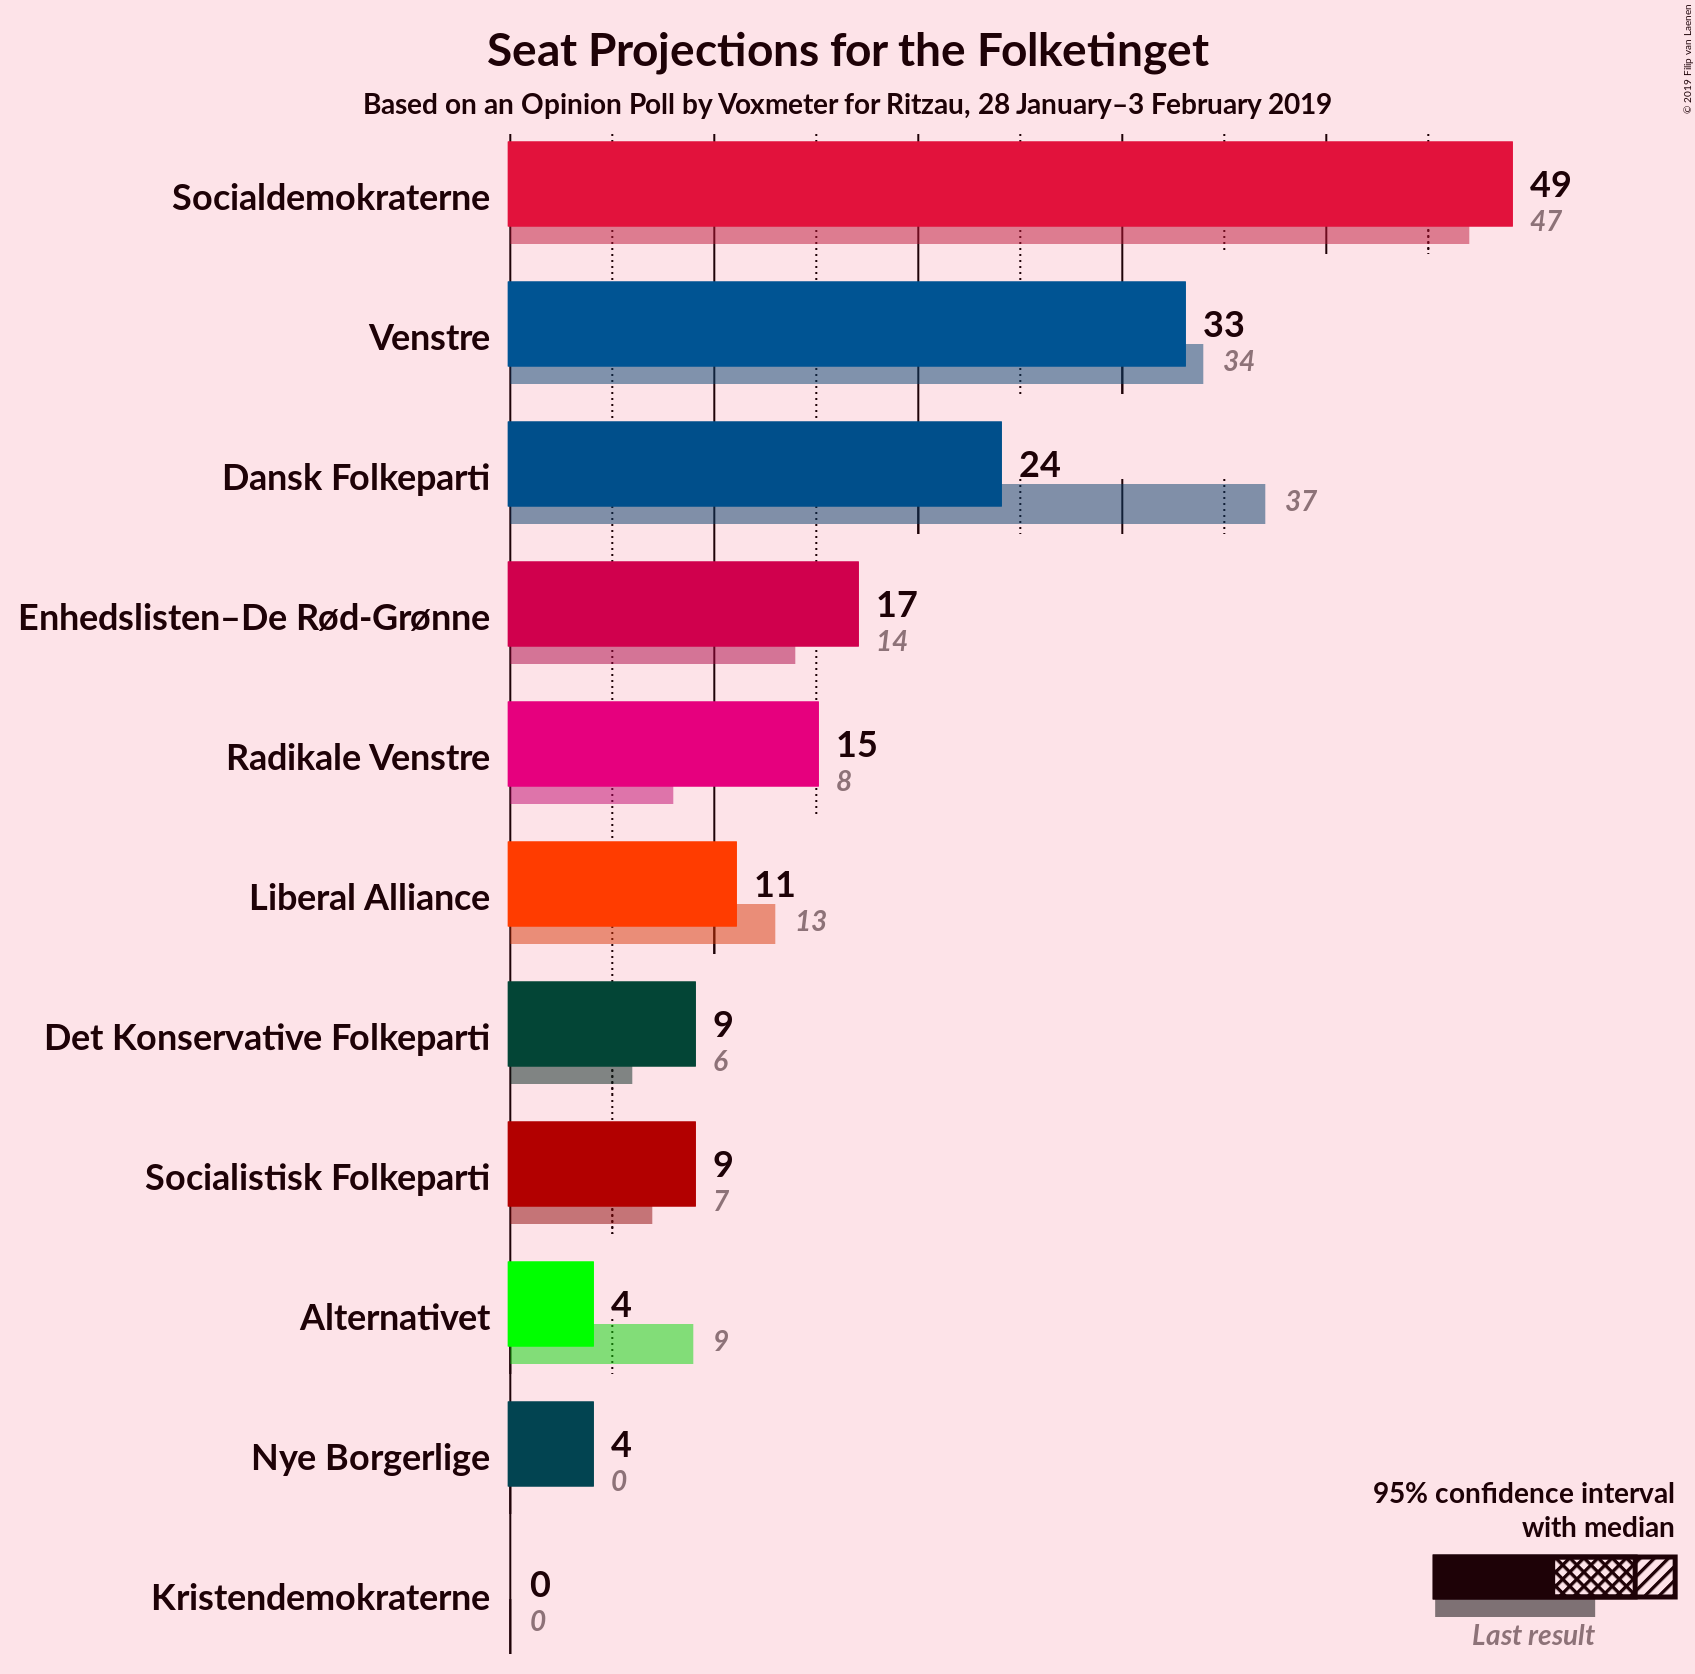 Seat Projections for the Folketinget
Based on an Opinion Poll by Voxmeter for Ritzau, 28 January–3 February 2019
© 2019 Filip van Laenen
Socialdemokraterne
49
47
Venstre
33
34
Dansk Folkeparti
24
37
Enhedslisten–De Rød-Grønne
17
14
Radikale Venstre
15
8
Liberal Alliance
11
13
Det Konservative Folkeparti
9
6
Socialistisk Folkeparti
9
7
Alternativet
4
9
Nye Borgerlige
4
0
Kristendemokraterne
0
0
95% confidence interval
with median
Last result